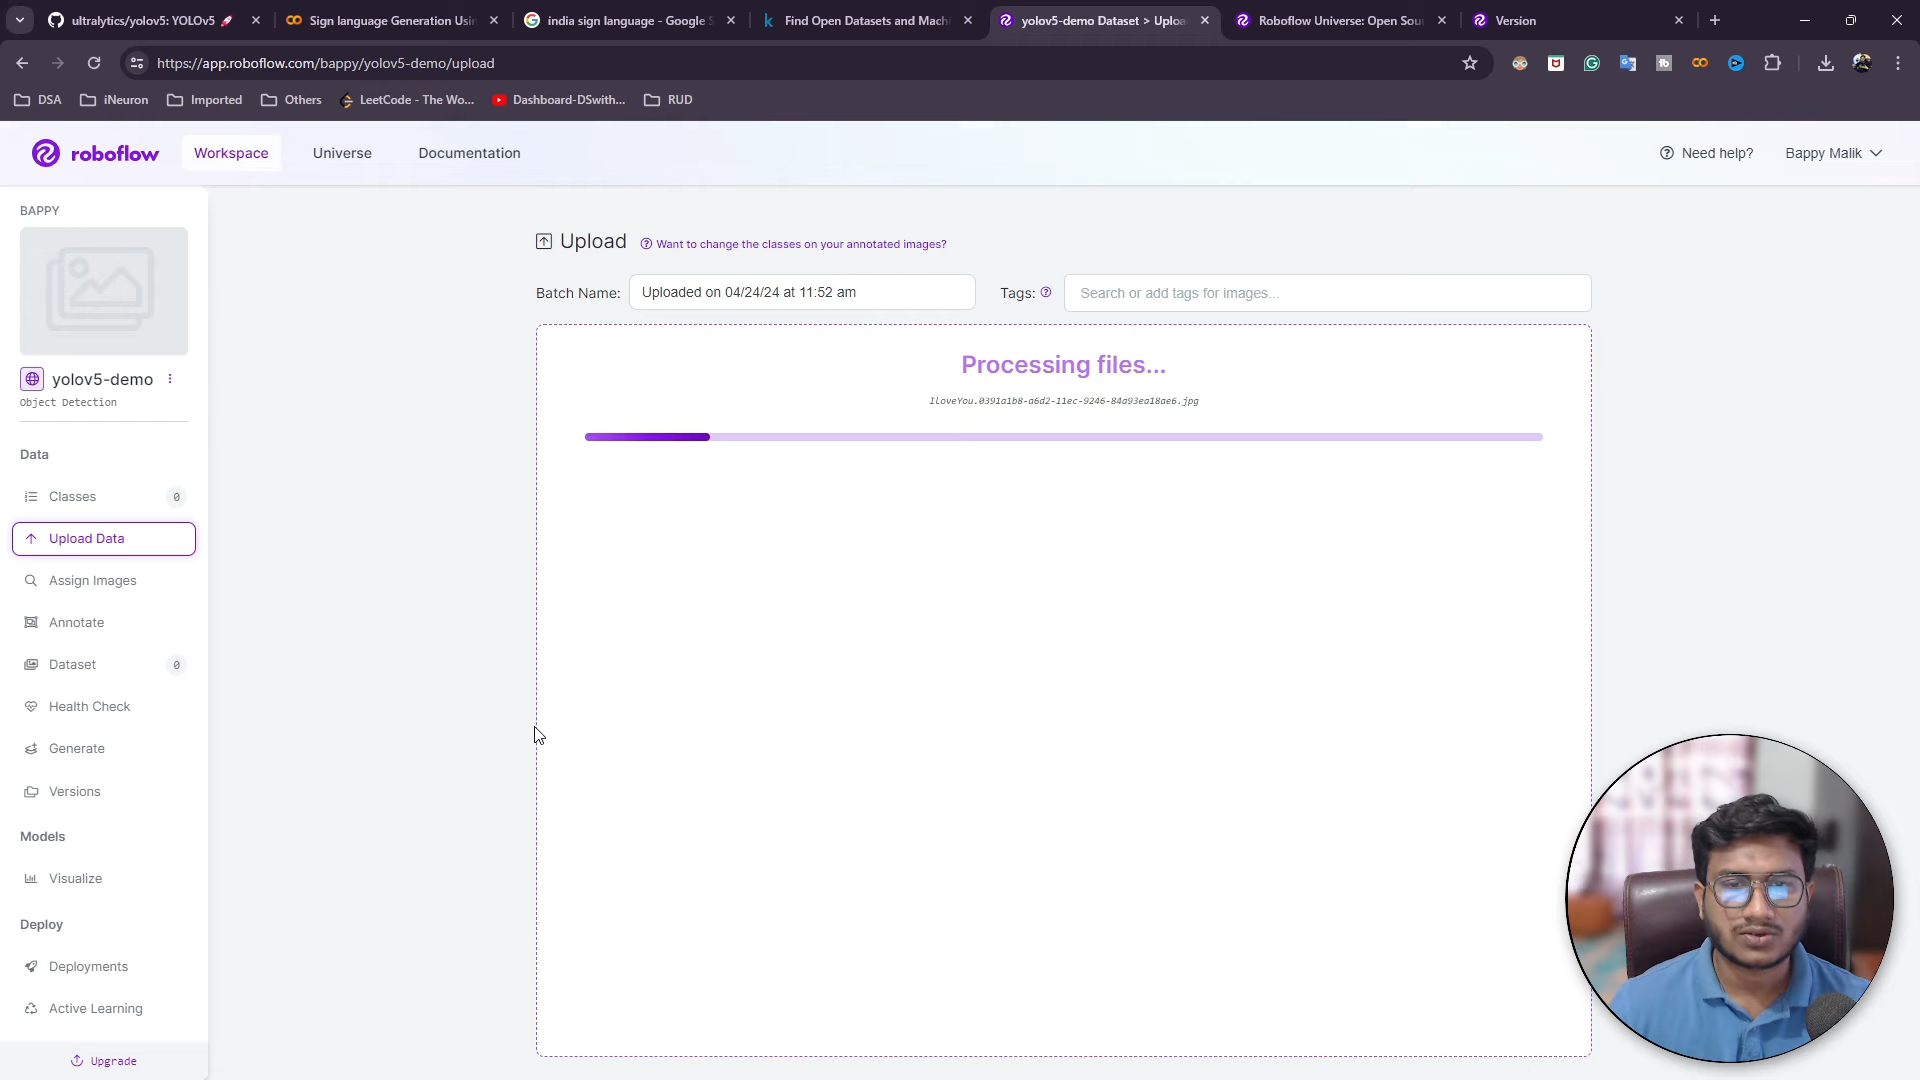 ultralytics/yolov5: YOLOv5 🚀
Sign language Generation Usin
india sign language - Google S
Find Open Datasets and Machi
yolov5-demo Dataset > Uploa
Roboflow Universe: Open Sou
Version
https://app.roboflow.com/bappy/yolov5-demo/upload
DSA
iNeuron
Imported
Others
LeetCode - The Wo...
Dashboard-DSwith...
RUD
roboflow
Workspace
Universe
Documentation
Need help?
Bappy Malik
BAPPY
yolov5-demo
Object Detection
Data
Classes 0
Upload Data
Assign Images
Annotate
Dataset 0
Health Check
Generate
Versions
Models
Visualize
Deploy
Deployments
Active Learning
Upgrade
Upload
Want to change the classes on your annotated images?
Batch Name: Uploaded on 04/24/24 at 11:52 am
Tags: Search or add tags for images...
Processing files...
IloveYou.0391a1b8-a6d2-11ec-9246-84a93ea18ae6.jpg